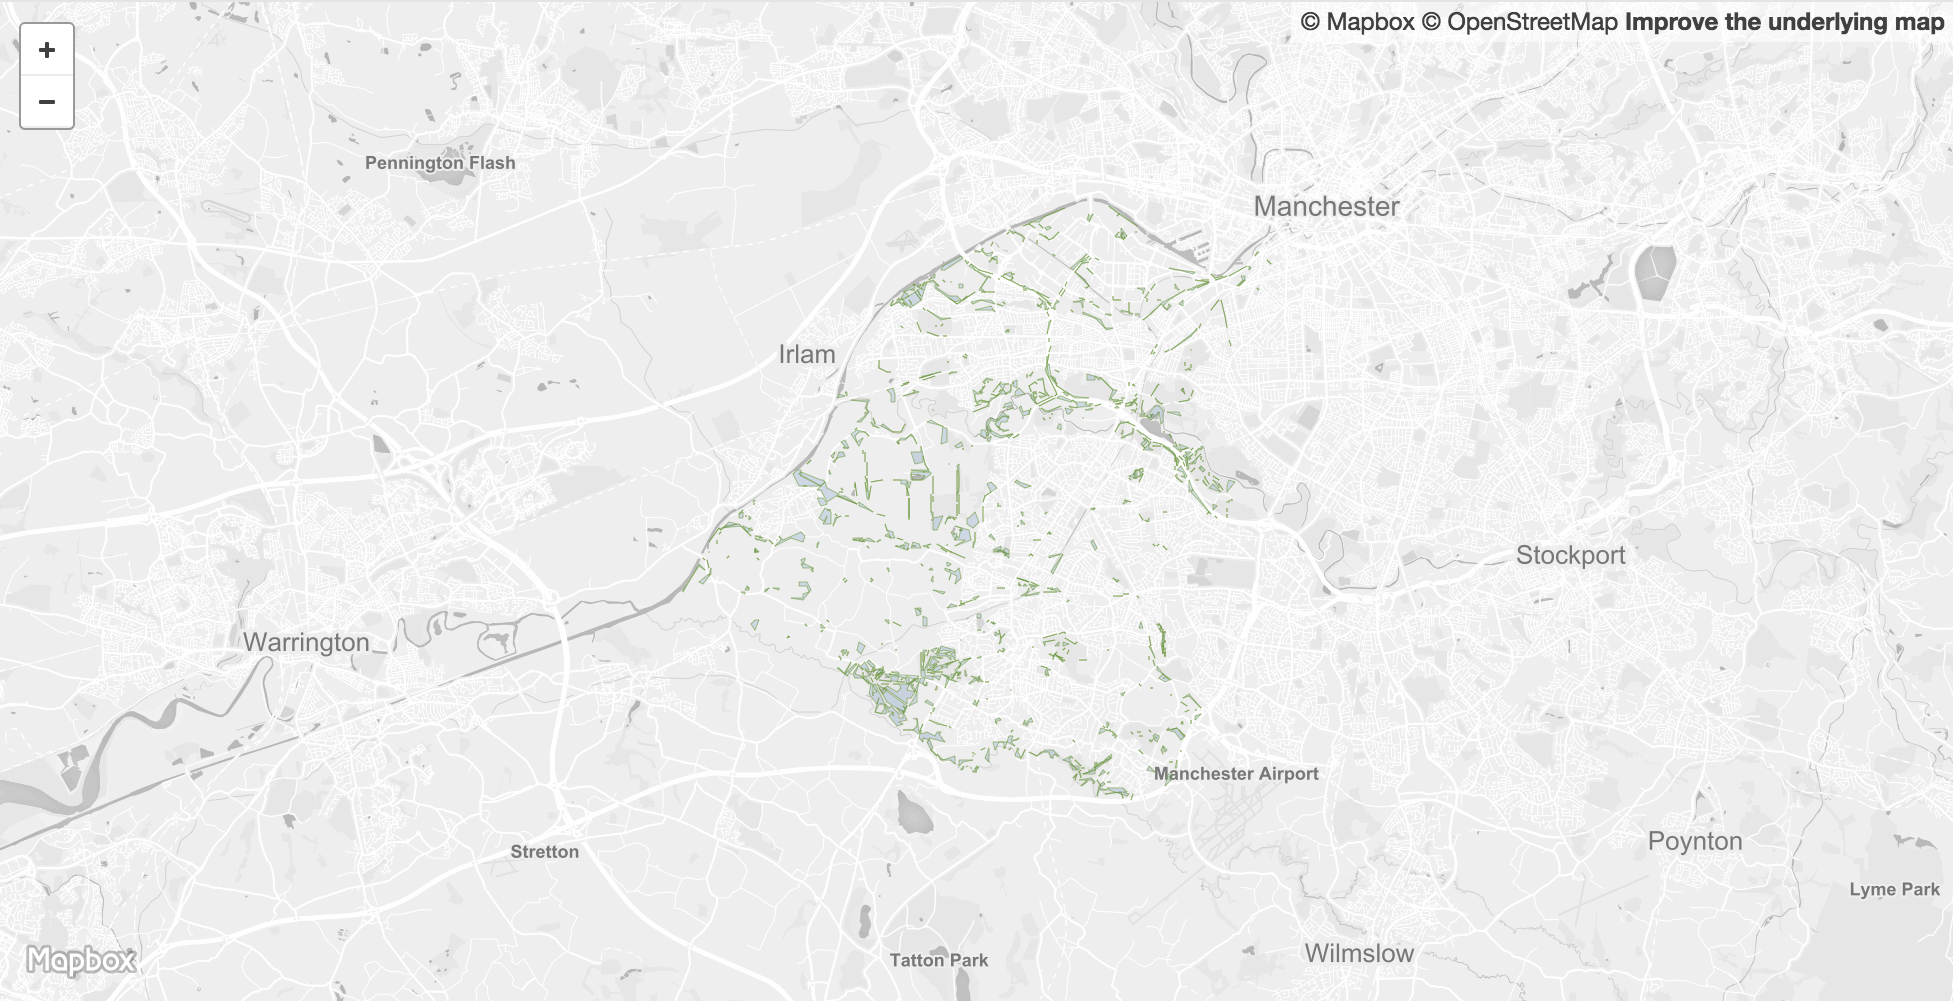 © Mapbox © OpenStreetMap Improve the underlying map
+
−
Pennington Flash
Manchester
Irlam
Stockport
Warrington
Manchester Airport
Poynton
Stretton
Lyme Park
Wilmslow
Tatton Park
Mapbox